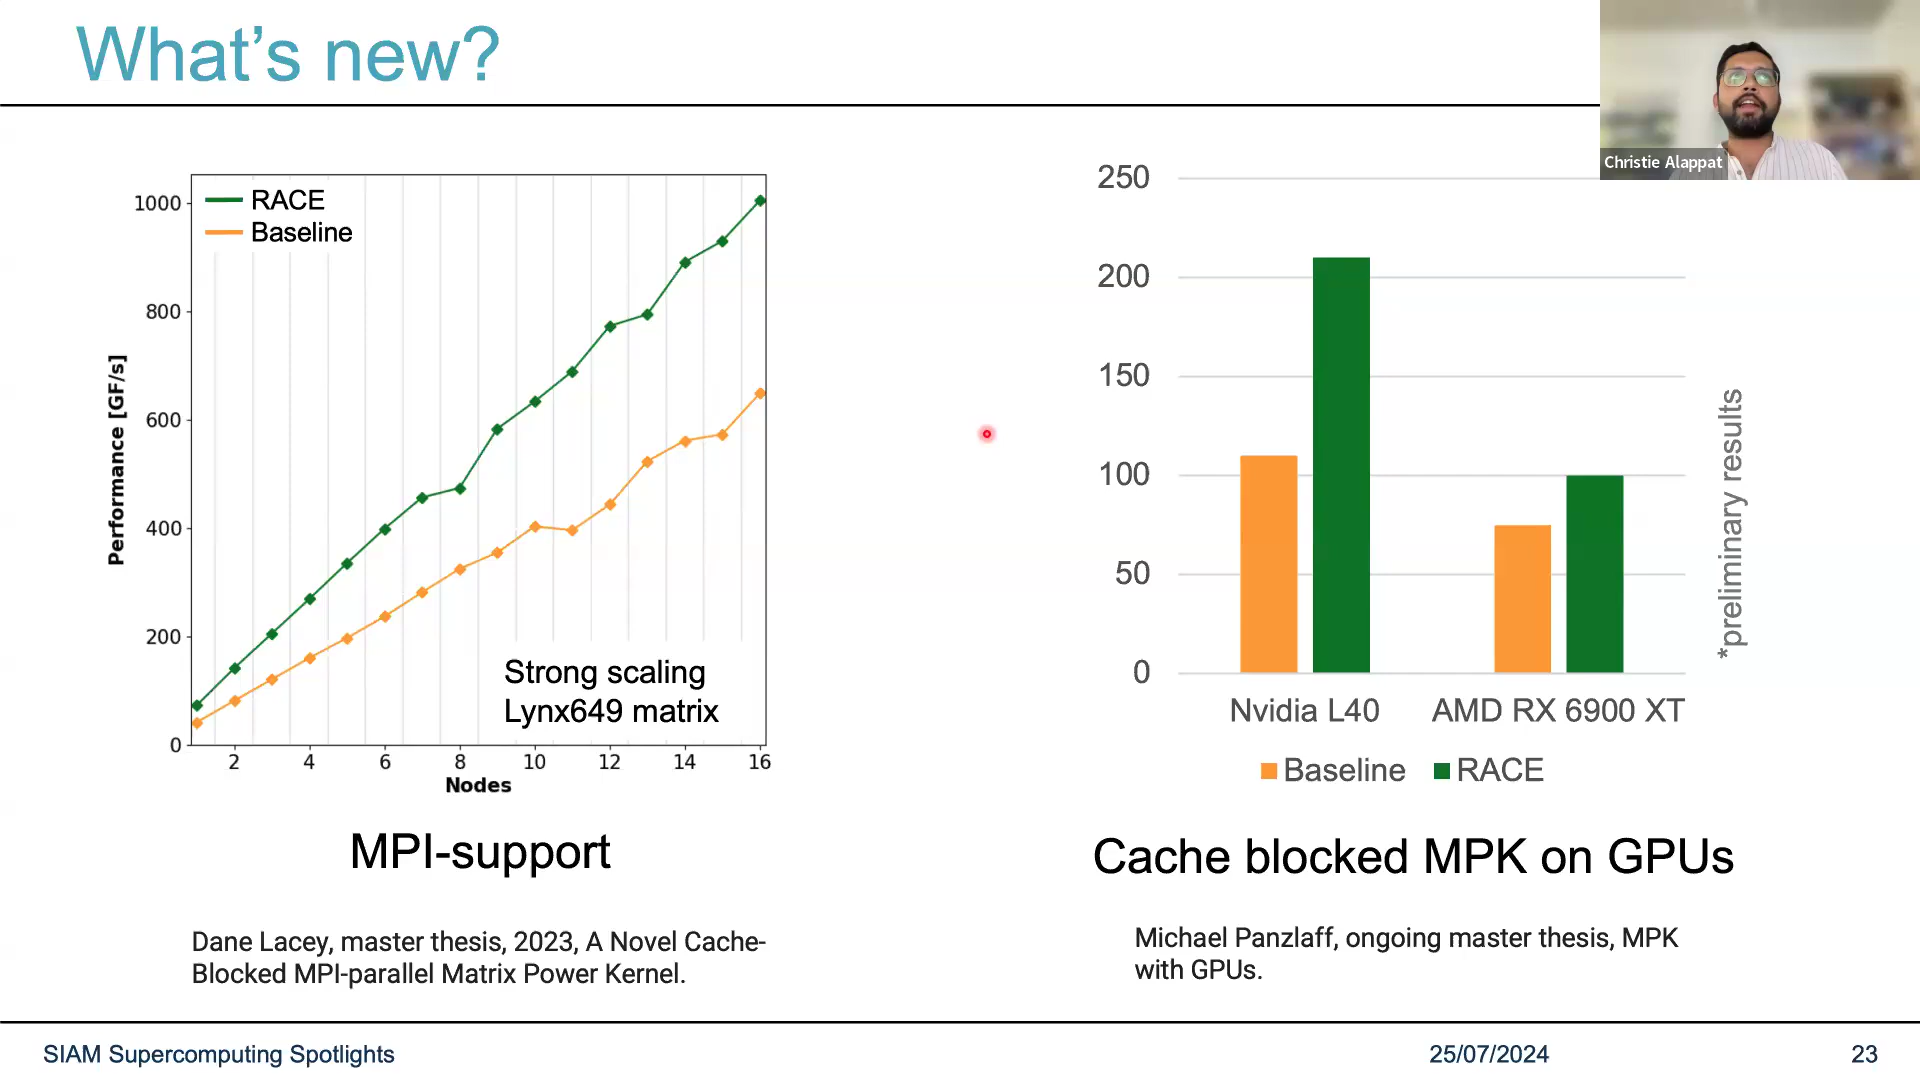 What's new?
Christie Alappat
RACE
Baseline
1000
800
600
400
200
0
Performance [GF/s]
Strong scaling
Lynx649 matrix
2 4 6 8 10 12 14 16
Nodes
MPI-support
Dane Lacey, master thesis, 2023, A Novel Cache-
Blocked MPI-parallel Matrix Power Kernel.
250
200
150
100
50
0
*preliminary results
Nvidia L40 AMD RX 6900 XT
Baseline RACE
Cache blocked MPK on GPUs
Michael Panzlaff, ongoing master thesis, MPK
with GPUs.
SIAM Supercomputing Spotlights 25/07/2024 23